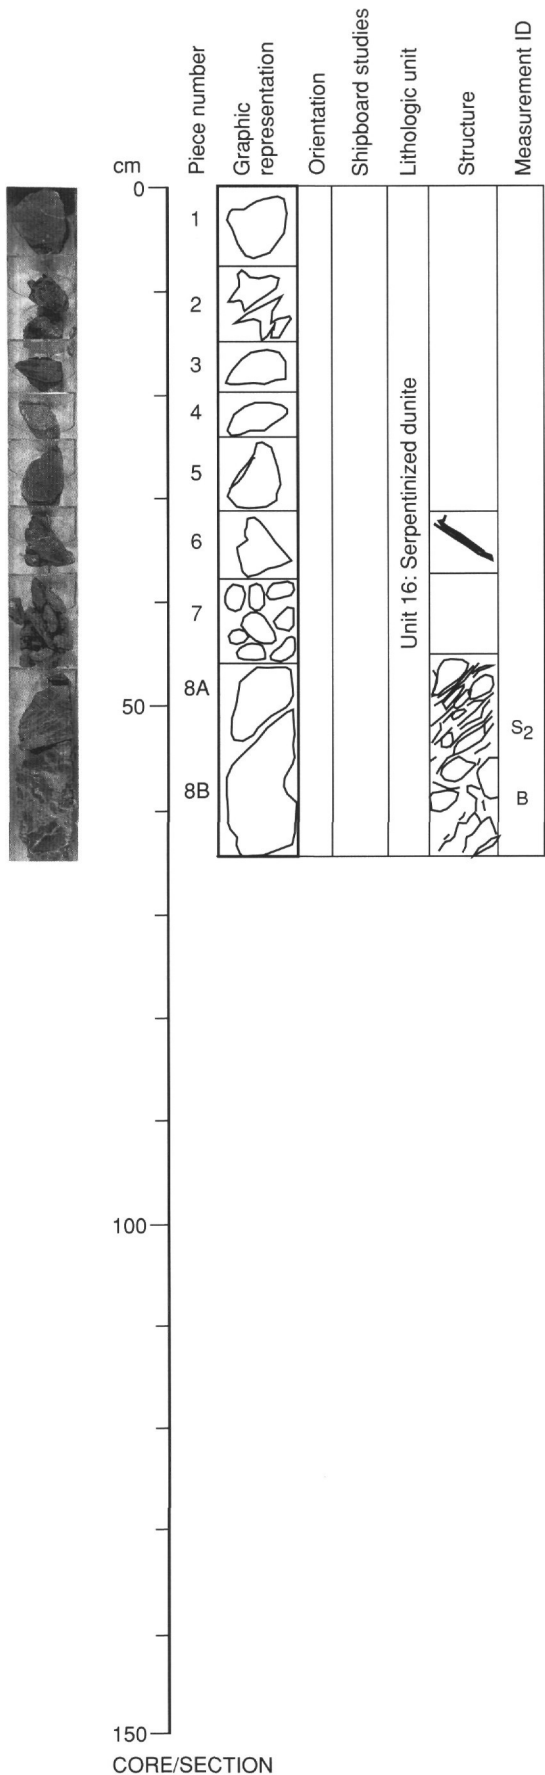 Piece number
Graphic
representation
Orientation
Shipboard studies
Lithologic unit
Structure
Measurement ID
cm
0
1
2
3
4
5
6
7
8A
50
8B
Unit 16: Serpentinized dunite
S2
B
100
150
CORE/SECTION